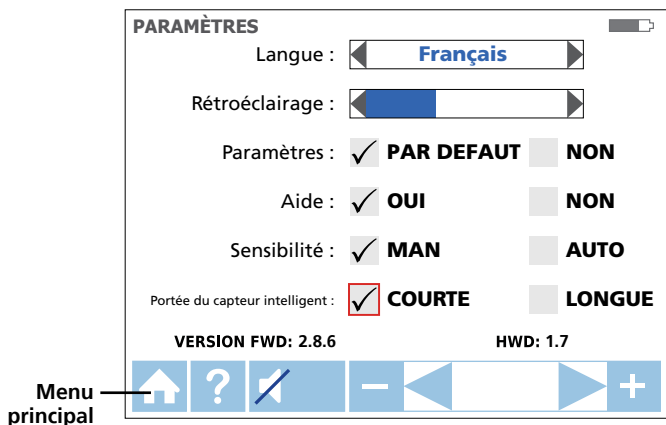 PARAMÈTRES
Langue : Français
Rétroéclairage :
Paramètres : PAR DEFAUT NON
Aide : OUI NON
Sensibilité : MAN AUTO
Portée du capteur intelligent : COURTE LONGUE
VERSION FWD: 2.8.6 HWD: 1.7
? − +
Menu
principal